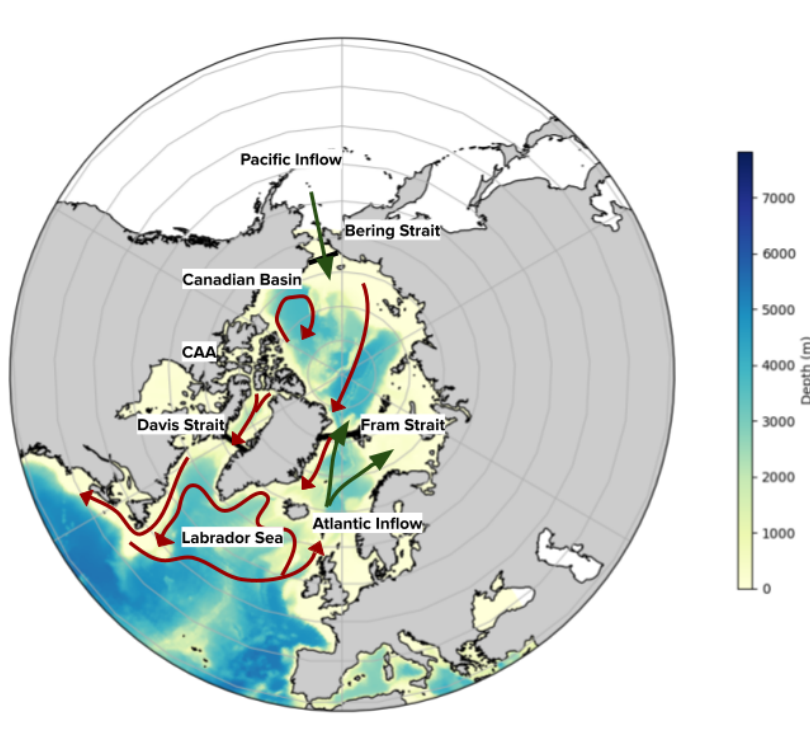 Pacific Inflow
Bering Strait
Canadian Basin
CAA
Davis Strait
Fram Strait
Atlantic Inflow
Labrador Sea
7000
6000
5000
4000
3000
2000
1000
0
Depth (m)